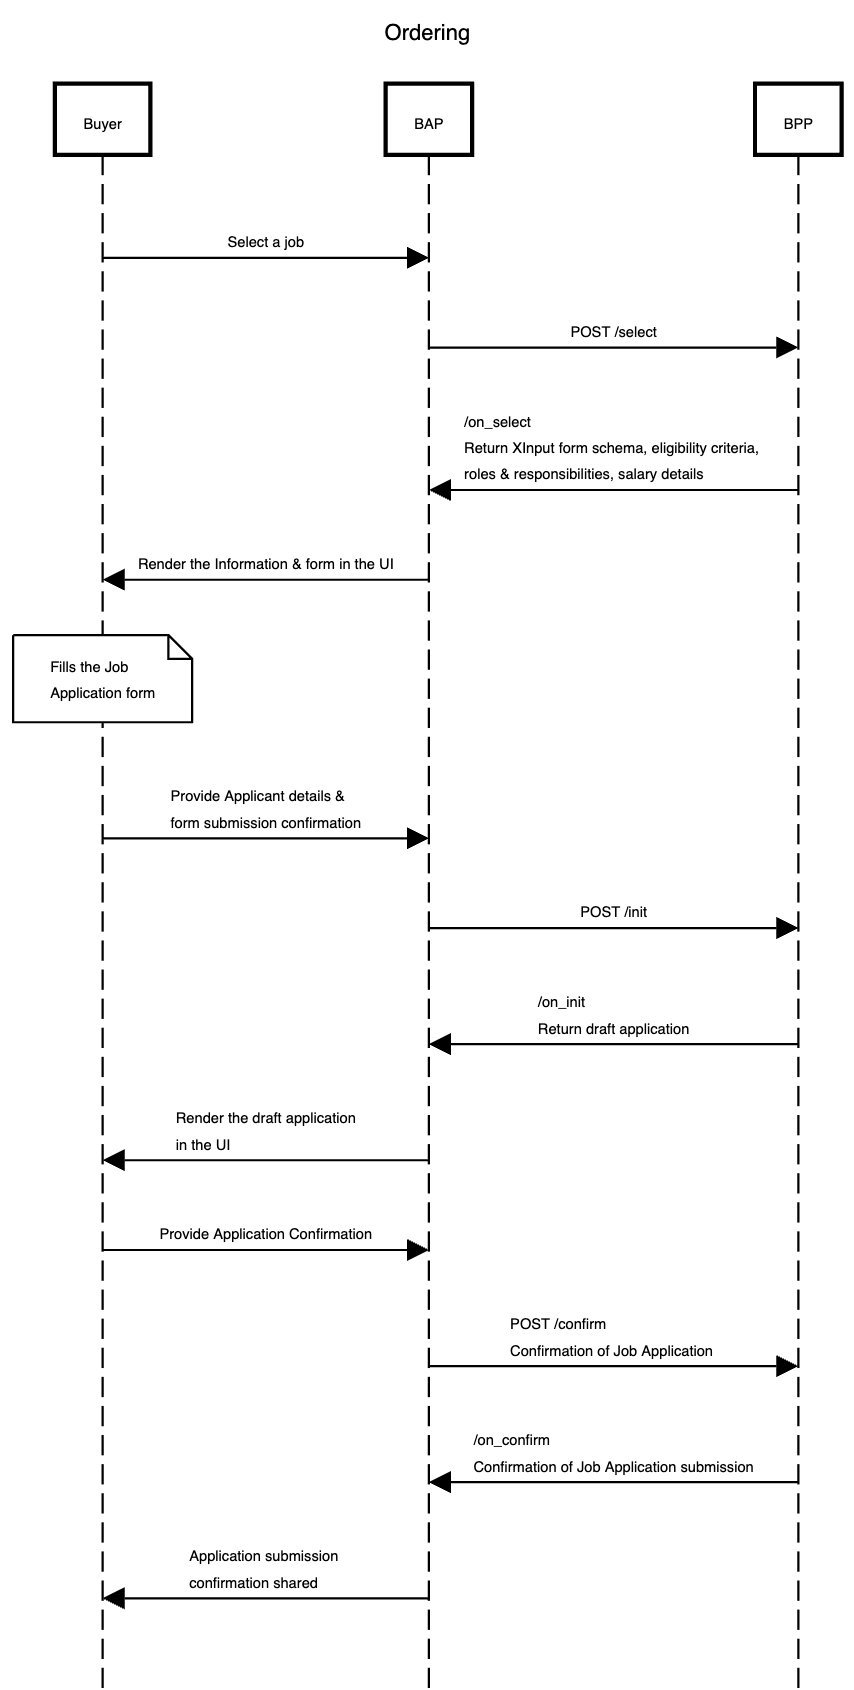 Ordering
Buyer
BAP
BPP
Select a job
POST /select
/on_select
Return XInput form schema, eligibility criteria,
roles & responsibilities, salary details
Render the Information & form in the UI
Fills the Job
Application form
Provide Applicant details &
form submission confirmation
POST /init
/on_init
Return draft application
Render the draft application
in the UI
Provide Application Confirmation
POST /confirm
Confirmation of Job Application
/on_confirm
Confirmation of Job Application submission
Application submission
confirmation shared